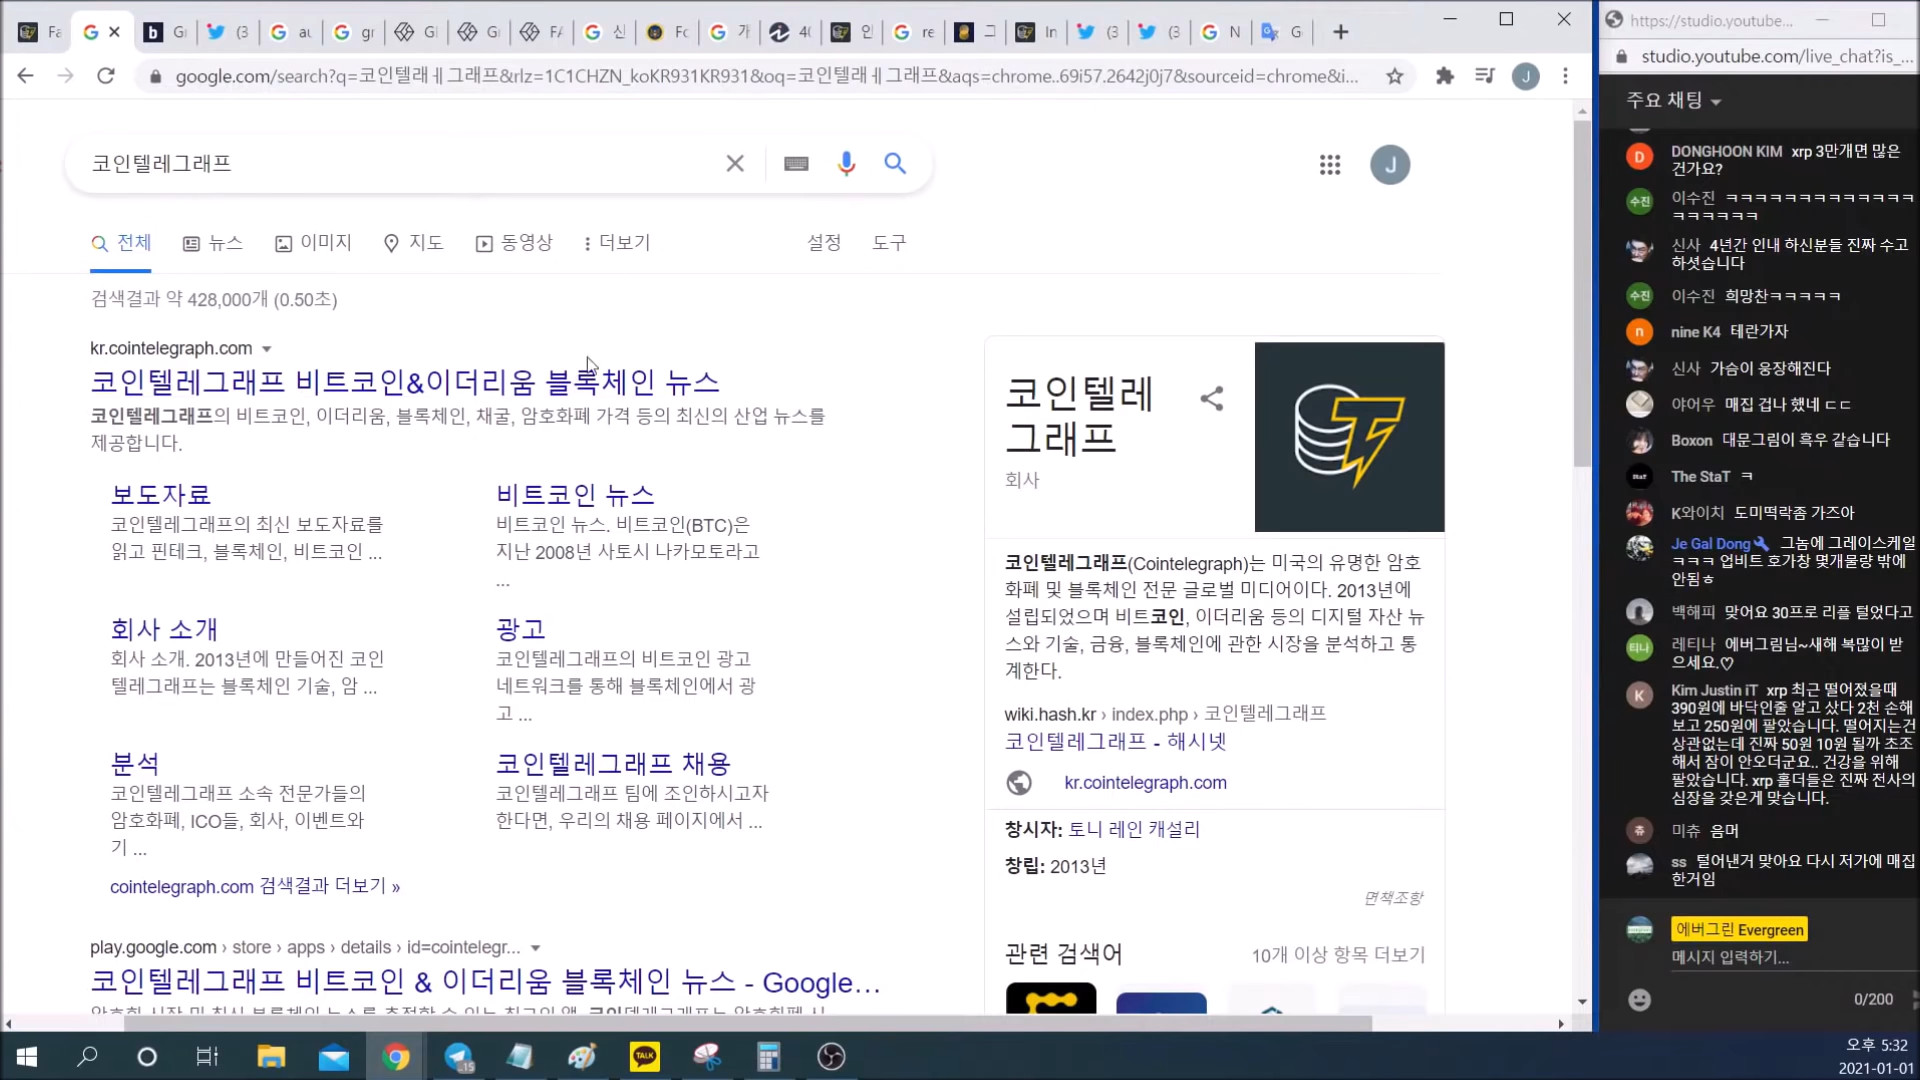 Fa
G
Gr
(3
au
gr
Gl
Gr
FA
신
Fc
가
4(
인
re
그
In
(3
(3
N
G
https://studio.youtube...
google.com/search?q=코인텔래ㅔ그래프&rlz=1C1CHZN_koKR931KR931&oq=코인텔래ㅔ그래프&aqs=chrome..69i57.2642j0j7&sourceid=chrome&i...
J
studio.youtube.com/live_chat?is_...
코인텔레그래프
J
전체
뉴스
이미지
지도
동영상
더보기
설정
도구
검색결과 약 428,000개 (0.50초)
kr.cointelegraph.com
코인텔레그래프 비트코인&이더리움 블록체인 뉴스
코인텔레그래프의 비트코인, 이더리움, 블록체인, 채굴, 암호화폐 가격 등의 최신의 산업 뉴스를
제공합니다.
보도자료
코인텔레그래프의 최신 보도자료를
읽고 핀테크, 블록체인, 비트코인 ...
비트코인 뉴스
비트코인 뉴스. 비트코인(BTC)은
지난 2008년 사토시 나카모토라고
...
회사 소개
회사 소개. 2013년에 만들어진 코인
텔레그래프는 블록체인 기술, 암 ...
광고
코인텔레그래프의 비트코인 광고
네트워크를 통해 블록체인에서 광
고 ...
분석
코인텔레그래프 소속 전문가들의
암호화폐, ICO들, 회사, 이벤트와
기 ...
코인텔레그래프 채용
코인텔레그래프 팀에 조인하시고자
한다면, 우리의 채용 페이지에서 ...
cointelegraph.com 검색결과 더보기 »
play.google.com › store › apps › details › id=cointelegr...
코인텔레그래프 비트코인 & 이더리움 블록체인 뉴스 - Google...
코인텔레
그래프
회사
코인텔레그래프(Cointelegraph)는 미국의 유명한 암호
화폐 및 블록체인 전문 글로벌 미디어이다. 2013년에
설립되었으며 비트코인, 이더리움 등의 디지털 자산 뉴
스와 기술, 금융, 블록체인에 관한 시장을 분석하고 통
계한다.
wiki.hash.kr › index.php › 코인텔레그래프
코인텔레그래프 - 해시넷
kr.cointelegraph.com
창시자: 토니 레인 캐설리
창립: 2013년
면책조항
관련 검색어
10개 이상 항목 더보기
주요 채팅
D
DONGHOON KIM xrp 3만개면 많은
건가요?
수진
이수진 ㅋㅋㅋㅋㅋㅋㅋㅋㅋㅋㅋㅋㅋ
ㅋㅋㅋㅋㅋㅋ
신사 4년간 인내 하신분들 진짜 수고
하셧습니다
수진
이수진 희망찬ㅋㅋㅋㅋㅋ
n
nine K4 테란가자
신사 가슴이 웅장해진다
야어우 매집 겁나 했네 ㄷㄷ
Boxon 대문그림이 흑우 같습니다
The StaT ㅋ
K와이치 도미떡락좀 가즈아
Je Gal Dong 그놈에 그레이스케일
ㅋㅋㅋ 업비트 호가창 몇개물량 밖에
안됨ㅎ
백해피 맞어요 30프로 리플 털었다고
티나
레티나 에버그림님~새해 복많이 받
으세요.♡
K
Kim Justin iT xrp 최근 떨어졌을때
390원에 바닥인줄 알고 샀다 2천 손해
보고 250원에 팔았습니다. 떨어지는건
상관없는데 진짜 50원 10원 될까 초조
해서 잠이 안오더군요.. 건강을 위해
팔았습니다. xrp 홀더들은 진짜 전사의
심장을 갖은게 맞습니다.
츄
미츄 음머
ss 털어낸거 맞아요 다시 저가에 매집
한거임
에버그린 Evergreen
메시지 입력하기...
0/200
15
TALK
오후 5:32
2021-01-01